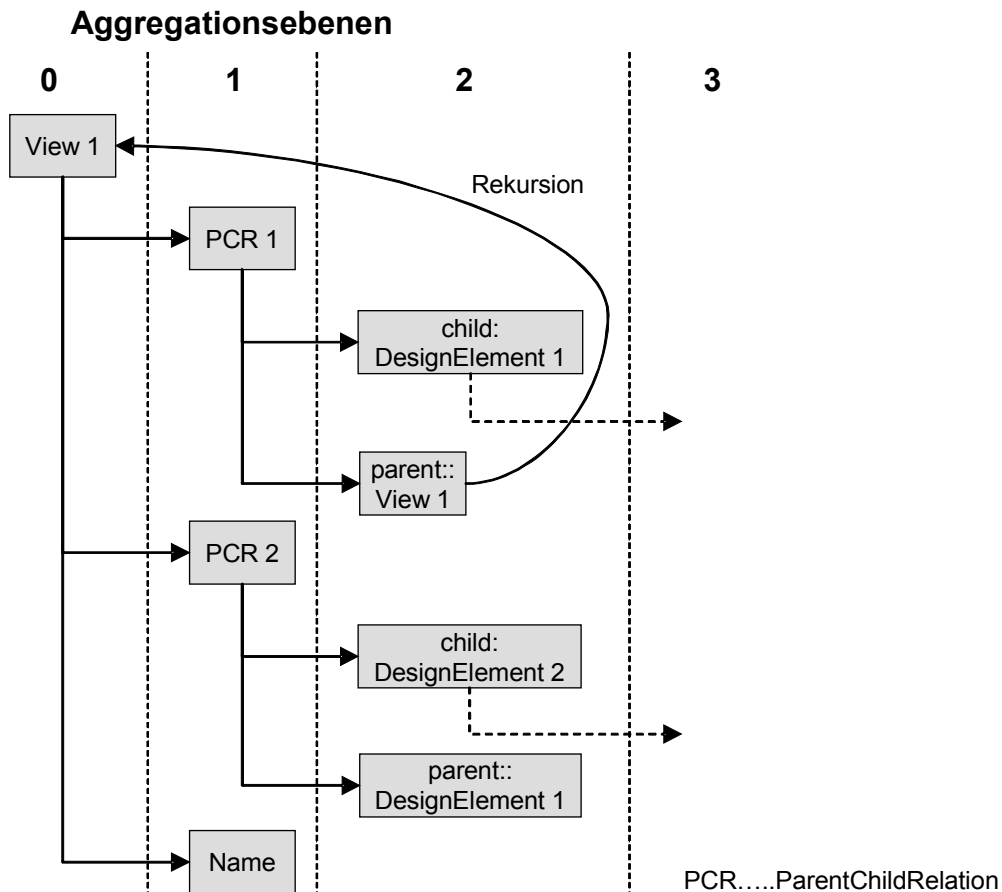 Aggregationsebenen
0 1 2 3
View 1
Rekursion
PCR 1
child:
DesignElement 1
parent::
View 1
PCR 2
child:
DesignElement 2
parent::
DesignElement 1
Name
PCR.....ParentChildRelation